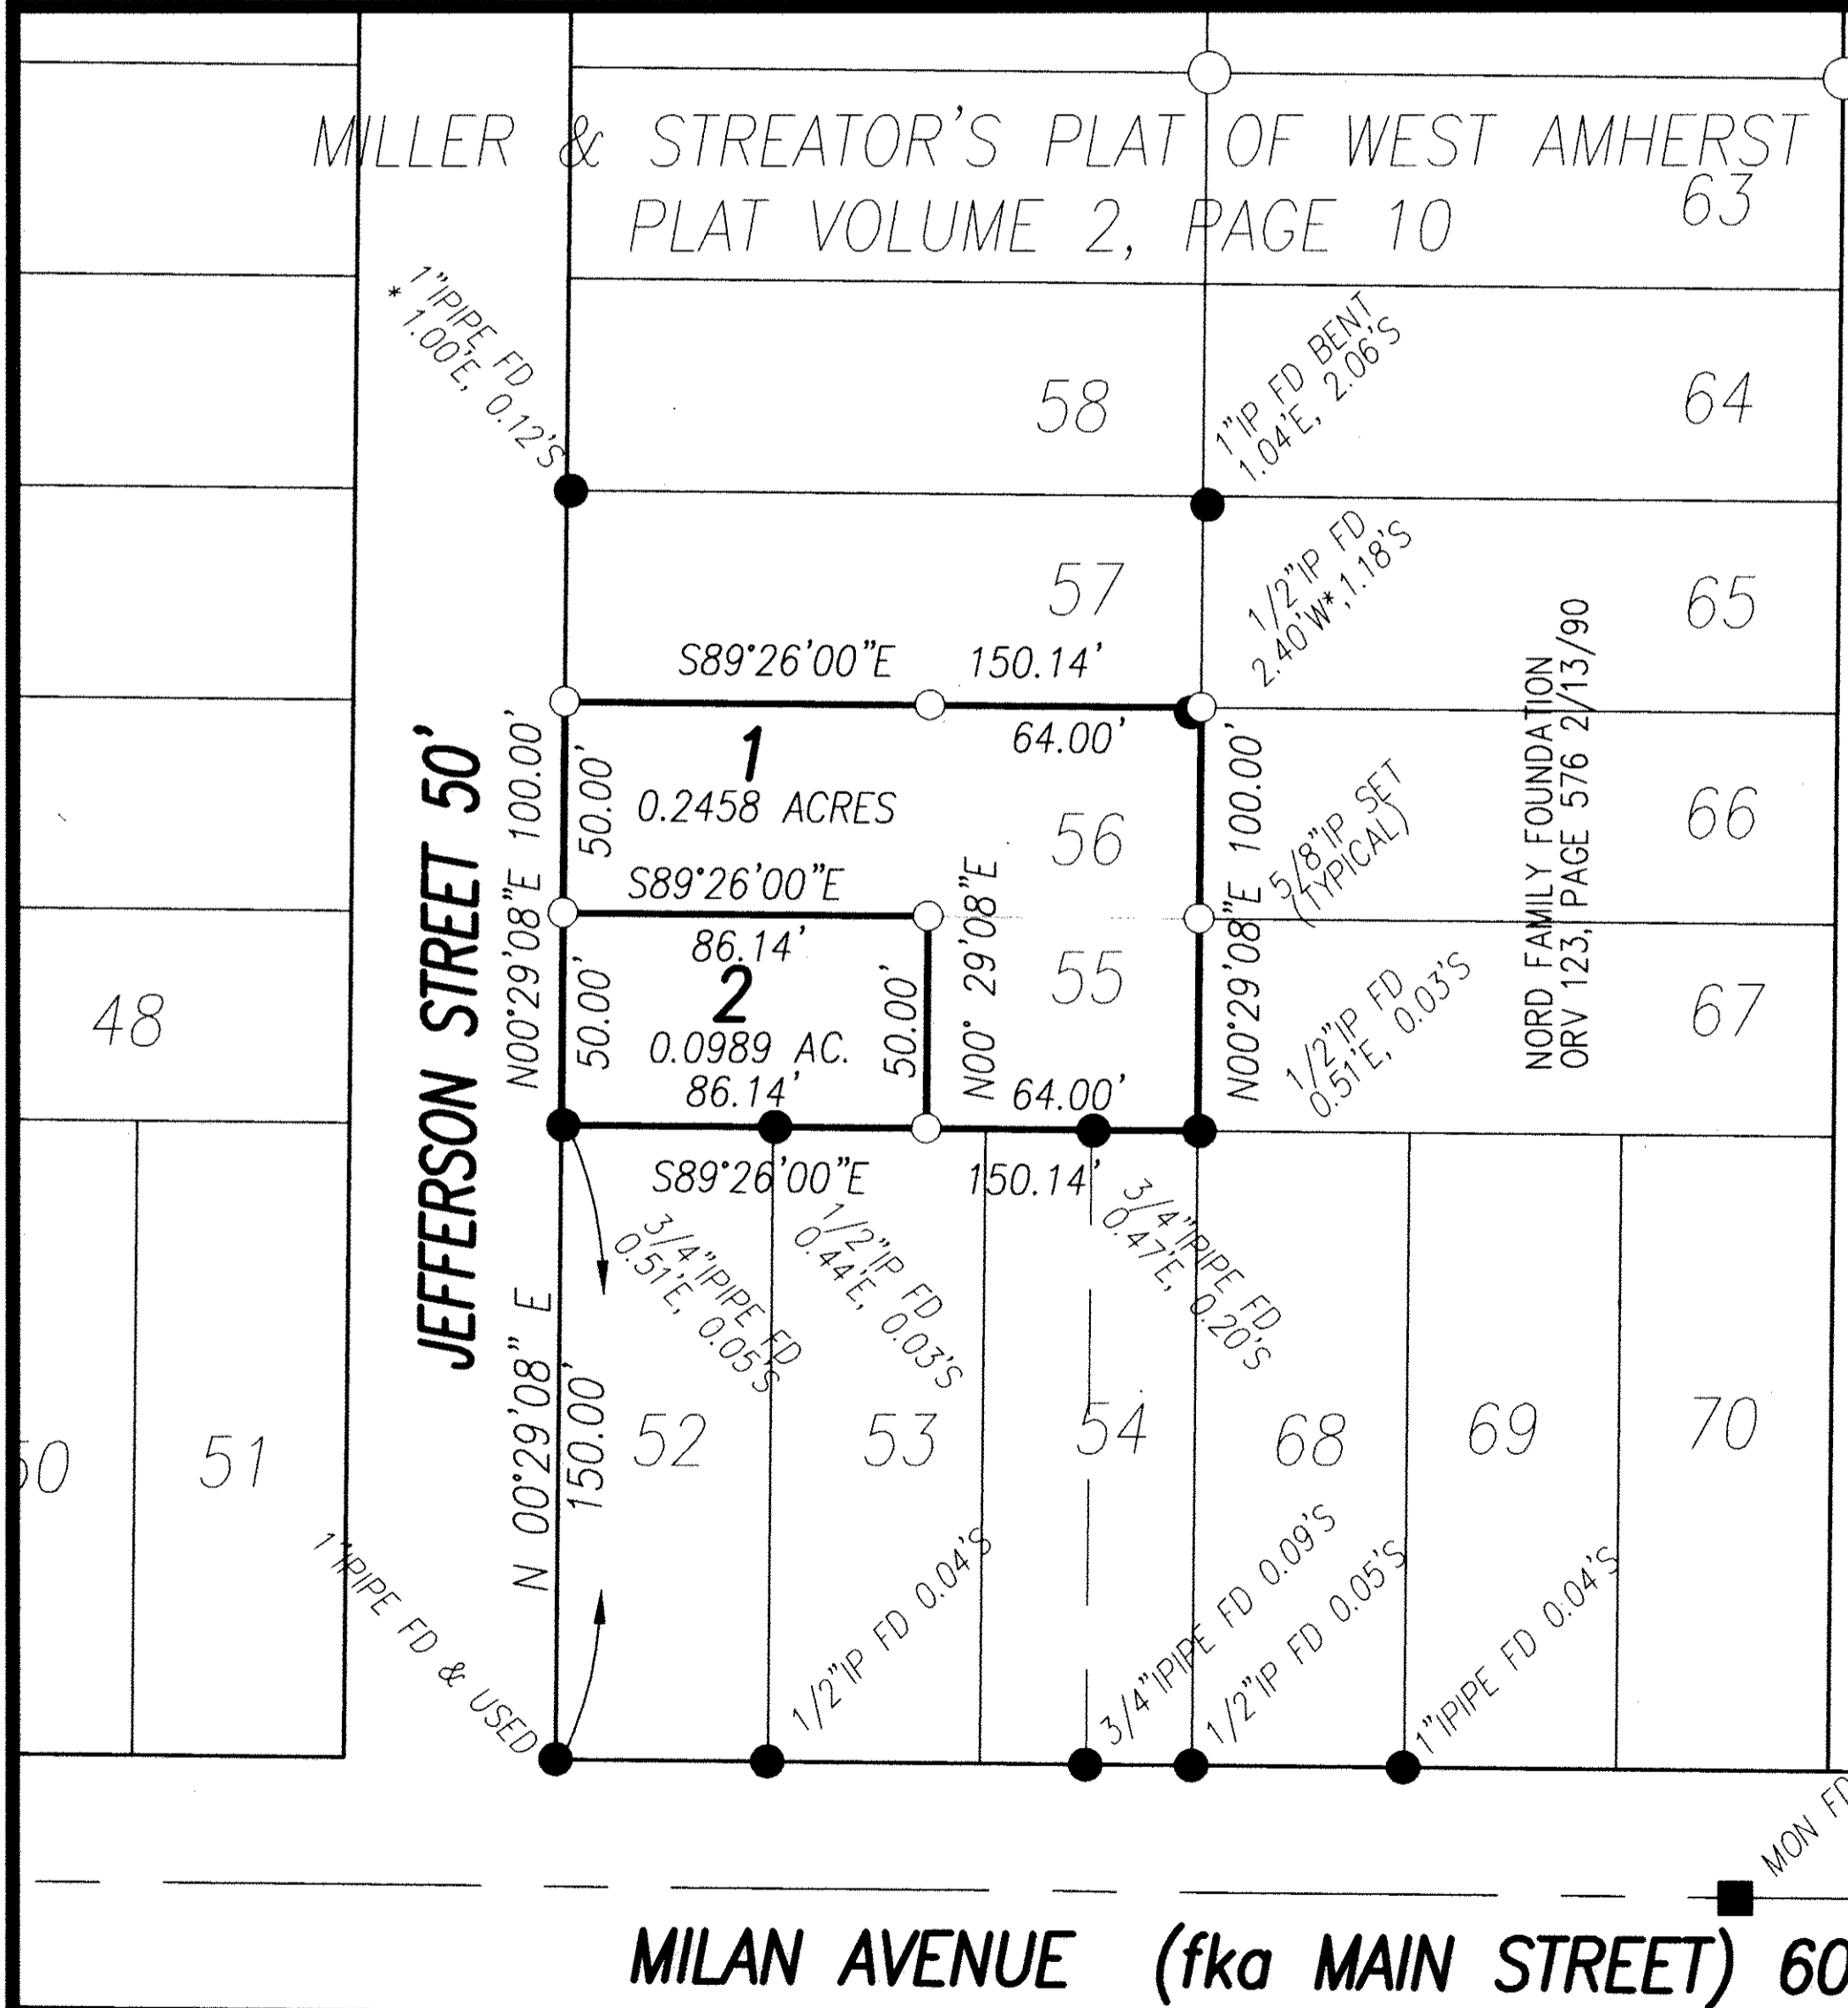 MILLER & STREATOR'S PLAT OF WEST AMHERST
PLAT VOLUME 2, PAGE 10
63
1"IPIPE FD
* 1.00'E, 0.12'S
58
1"IP FD BENT
1.04'E, 2.06'S
64
57
1/2"IP FD
2.40'W*,1.18'S
65
S89°26'00"E 150.14'
64.00'
JEFFERSON STREET 50'
N00°29'08"E 100.00'
50.00'
1
0.2458 ACRES
56
N00°29'08"E 100.00'
5/8"IP SET
(TYPICAL)
NORD FAMILY FOUNDATION
ORV 123, PAGE 576 2/13/90
66
S89°26'00"E
86.14'
2
0.0989 AC.
86.14'
50.00'
50.00'
N00° 29'08"E
55
64.00'
1/2"IP FD
0.51'E, 0.03'S
67
48
S89°26'00"E 150.14'
3/4"IPIPE FD
0.51'E, 0.05'S
1/2"IP FD
0.44'E, 0.03'S
3/4"IPIPE FD
0.47'E, 0.20'S
N 00°29'08" E
150.00'
50
51
52
53
54
68
69
70
1"IPIPE FD & USED
1/2"IP FD 0.04'S
3/4"IPIPE FD 0.09'S
1/2"IP FD 0.05'S
1"IPIPE FD 0.04'S
MON FD
MILAN AVENUE (fka MAIN STREET) 60